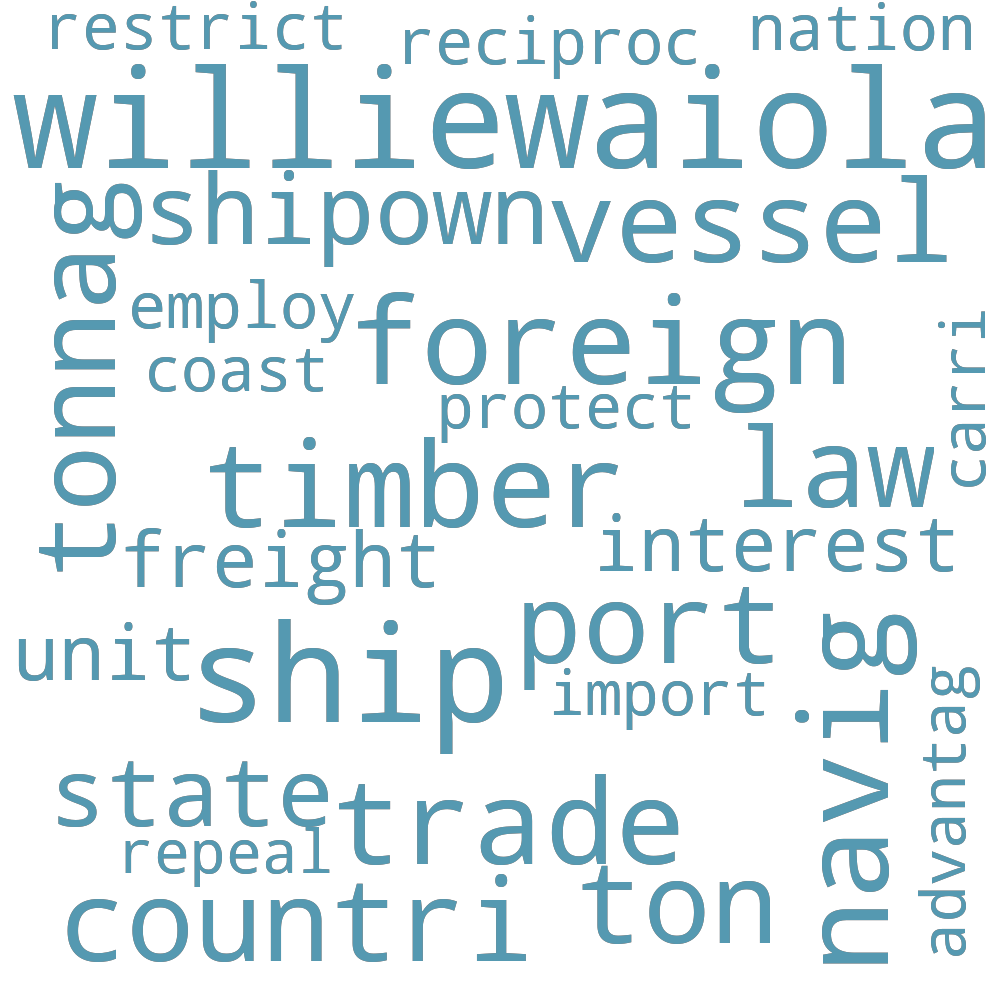 restrict
reciproc
nation
williewaiola
tonnag
shipown
vessel
employ
foreign
carri
coast
protect
timber
law
freight
interest
port
unit
ship
import
navig
advantag
state
trade
repeal
countri
ton